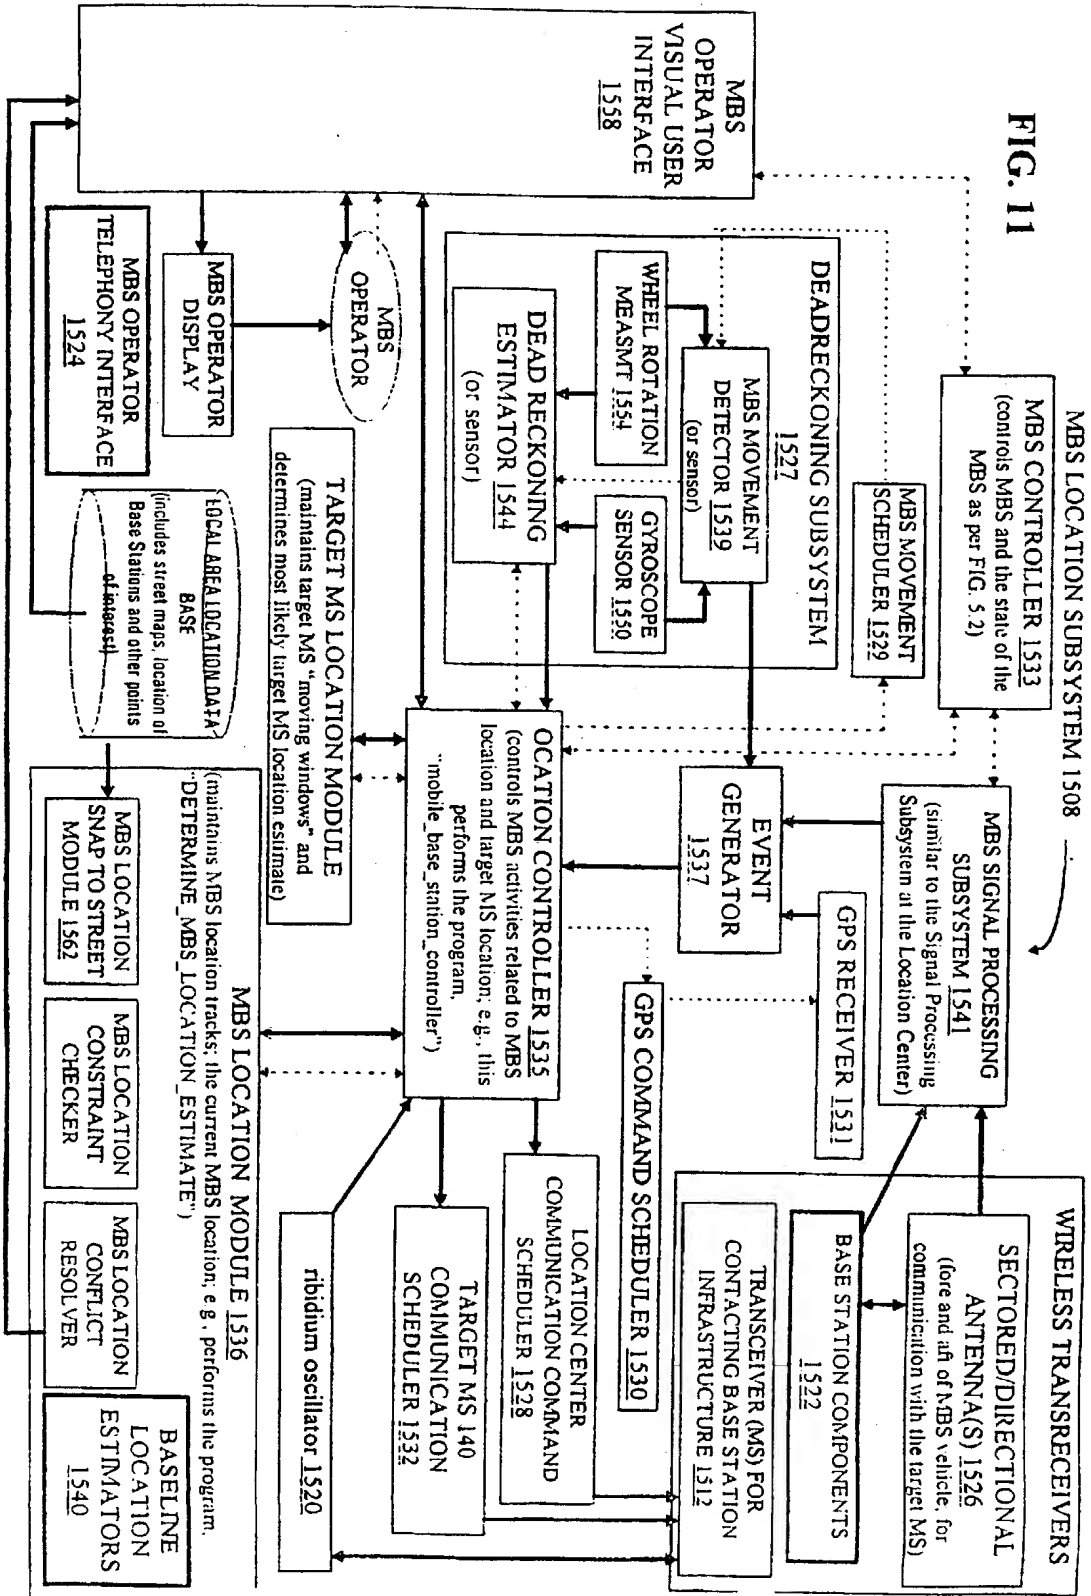 FIG. 11
MBS LOCATION SUBSYSTEM 1508
MBS
OPERATOR
VISUAL USER
INTERFACE
1558
MBS CONTROLLER 1533
(controls MBS and the state of the
MBS as per FIG. 5.2)
MBS SIGNAL PROCESSING
SUBSYSTEM 1541
(similar to the Signal Processing
Subsystem at the Location Center)
WIRELESS TRANSRECEIVERS
SECTORED/DIRECTIONAL
ANTENNA(S) 1526
(fore and aft of MBS vehicle, for
communication with the target MS)
BASE STATION COMPONENTS
1522
TRANSCEIVER (MS) FOR
CONTACTING BASE STATION
INFRASTRUCTURE 1512
MBS MOVEMENT
SCHEDULER 1529
GPS RECEIVER 1531
DEADRECKONING SUBSYSTEM
1527
MBS MOVEMENT
DETECTOR 1539
(or sensor)
WHEEL ROTATION
MEASMT 1554
GYROSCOPE
SENSOR 1550
DEAD RECKONING
ESTIMATOR 1544
(or sensor)
EVENT
GENERATOR
1537
GPS COMMAND SCHEDULER 1530
OCATION CONTROLLER 1535
(controls MBS activities related to MBS
location and target MS location; e.g., this
performs the program,
"mobile_base_station_controller")
LOCATION CENTER
COMMUNICATION COMMAND
SCHEDULER 1528
TARGET MS 140
COMMUNICATION
SCHEDULER 1532
ribidium oscillator 1520
MBS
OPERATOR
MBS OPERATOR
DISPLAY
MBS OPERATOR
TELEPHONY INTERFACE
1524
TARGET MS LOCATION MODULE
(maintains target MS "moving windows" and
determines most likely target MS location estimate)
LOCAL AREA LOCATION DATA
BASE
(includes street maps, location of
Base Stations and other points
of interest)
MBS LOCATION MODULE 1536
(maintains MBS location tracks; the current MBS location; e.g., performs the program,
"DETERMINE_MBS_LOCATION_ESTIMATE")
MBS LOCATION
SNAP TO STREET
MODULE 1562
MBS LOCATION
CONSTRAINT
CHECKER
MBS LOCATION
CONFLICT
RESOLVER
BASELINE
LOCATION
ESTIMATORS
1540